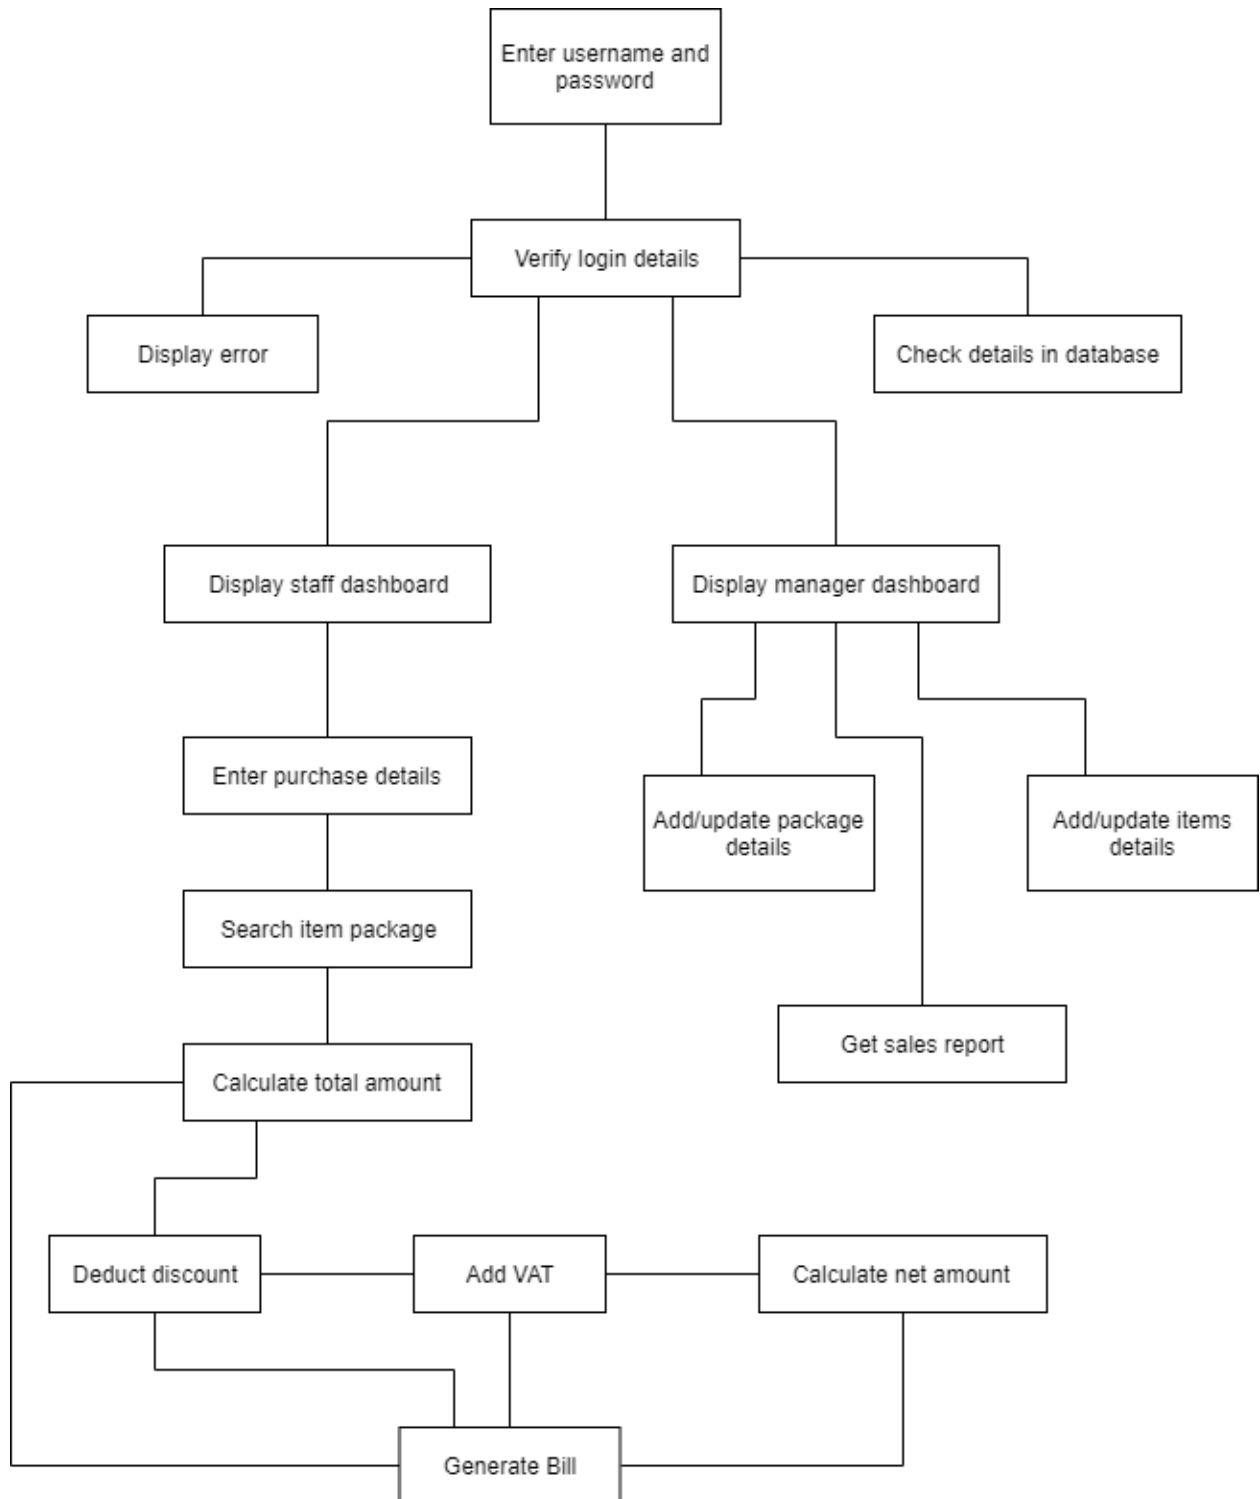 Enter username and
password
Verify login details
Display error
Check details in database
Display staff dashboard
Display manager dashboard
Enter purchase details
Add/update package
details
Add/update items
details
Search item package
Get sales report
Calculate total amount
Deduct discount
Add VAT
Calculate net amount
Generate Bill